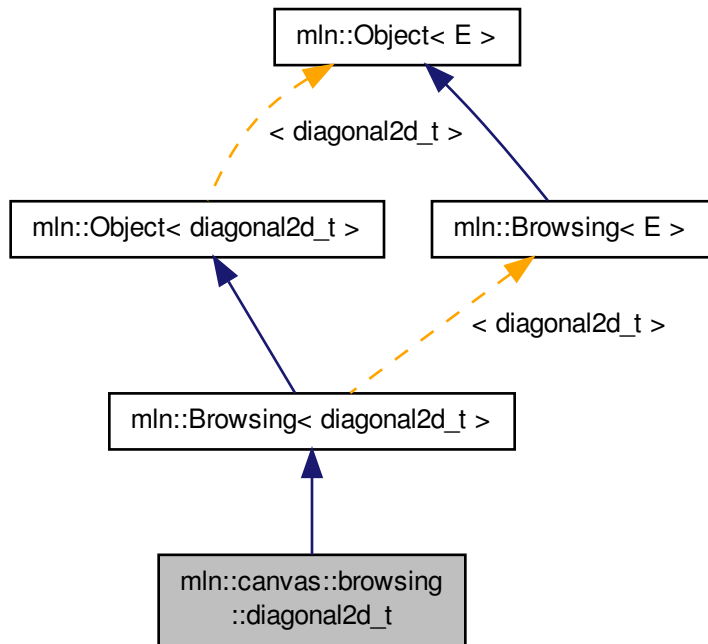 mln::Object< E >
< diagonal2d_t >
mln::Object< diagonal2d_t >
mln::Browsing< E >
< diagonal2d_t >
mln::Browsing< diagonal2d_t >
mln::canvas::browsing
::diagonal2d_t